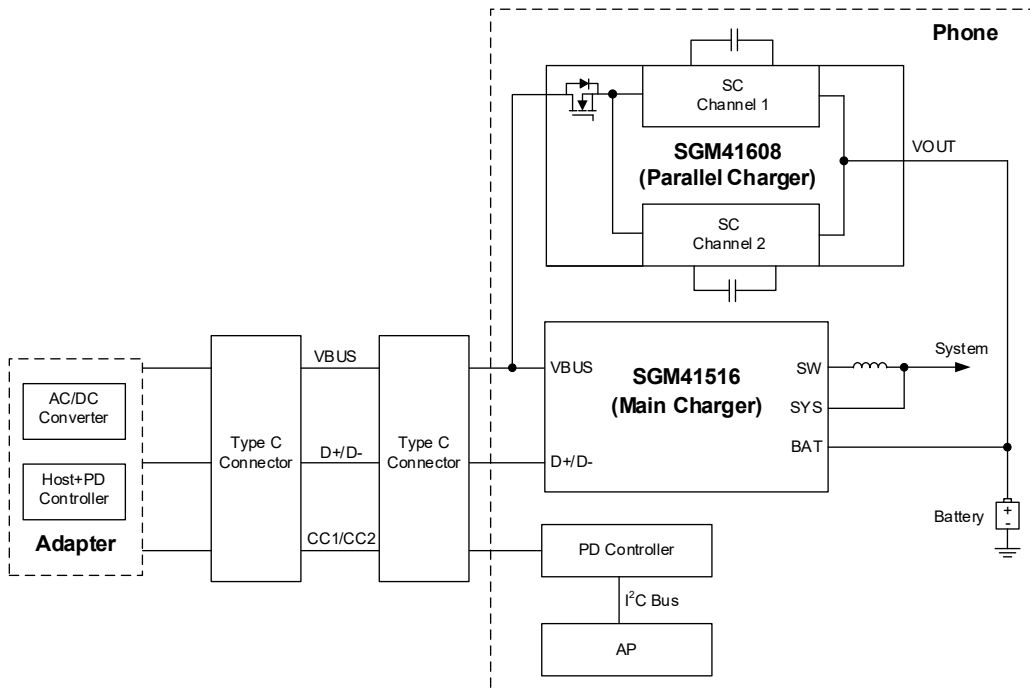 Phone
SC
Channel 1
SGM41608
(Parallel Charger)
VOUT
SC
Channel 2
Adapter
AC/DC
Converter
Host+PD
Controller
Type C
Connector
VBUS
D+/D-
CC1/CC2
Type C
Connector
VBUS
D+/D-
SGM41516
(Main Charger)
SW
SYS
BAT
System
Battery
+
-
PD Controller
I²C Bus
AP